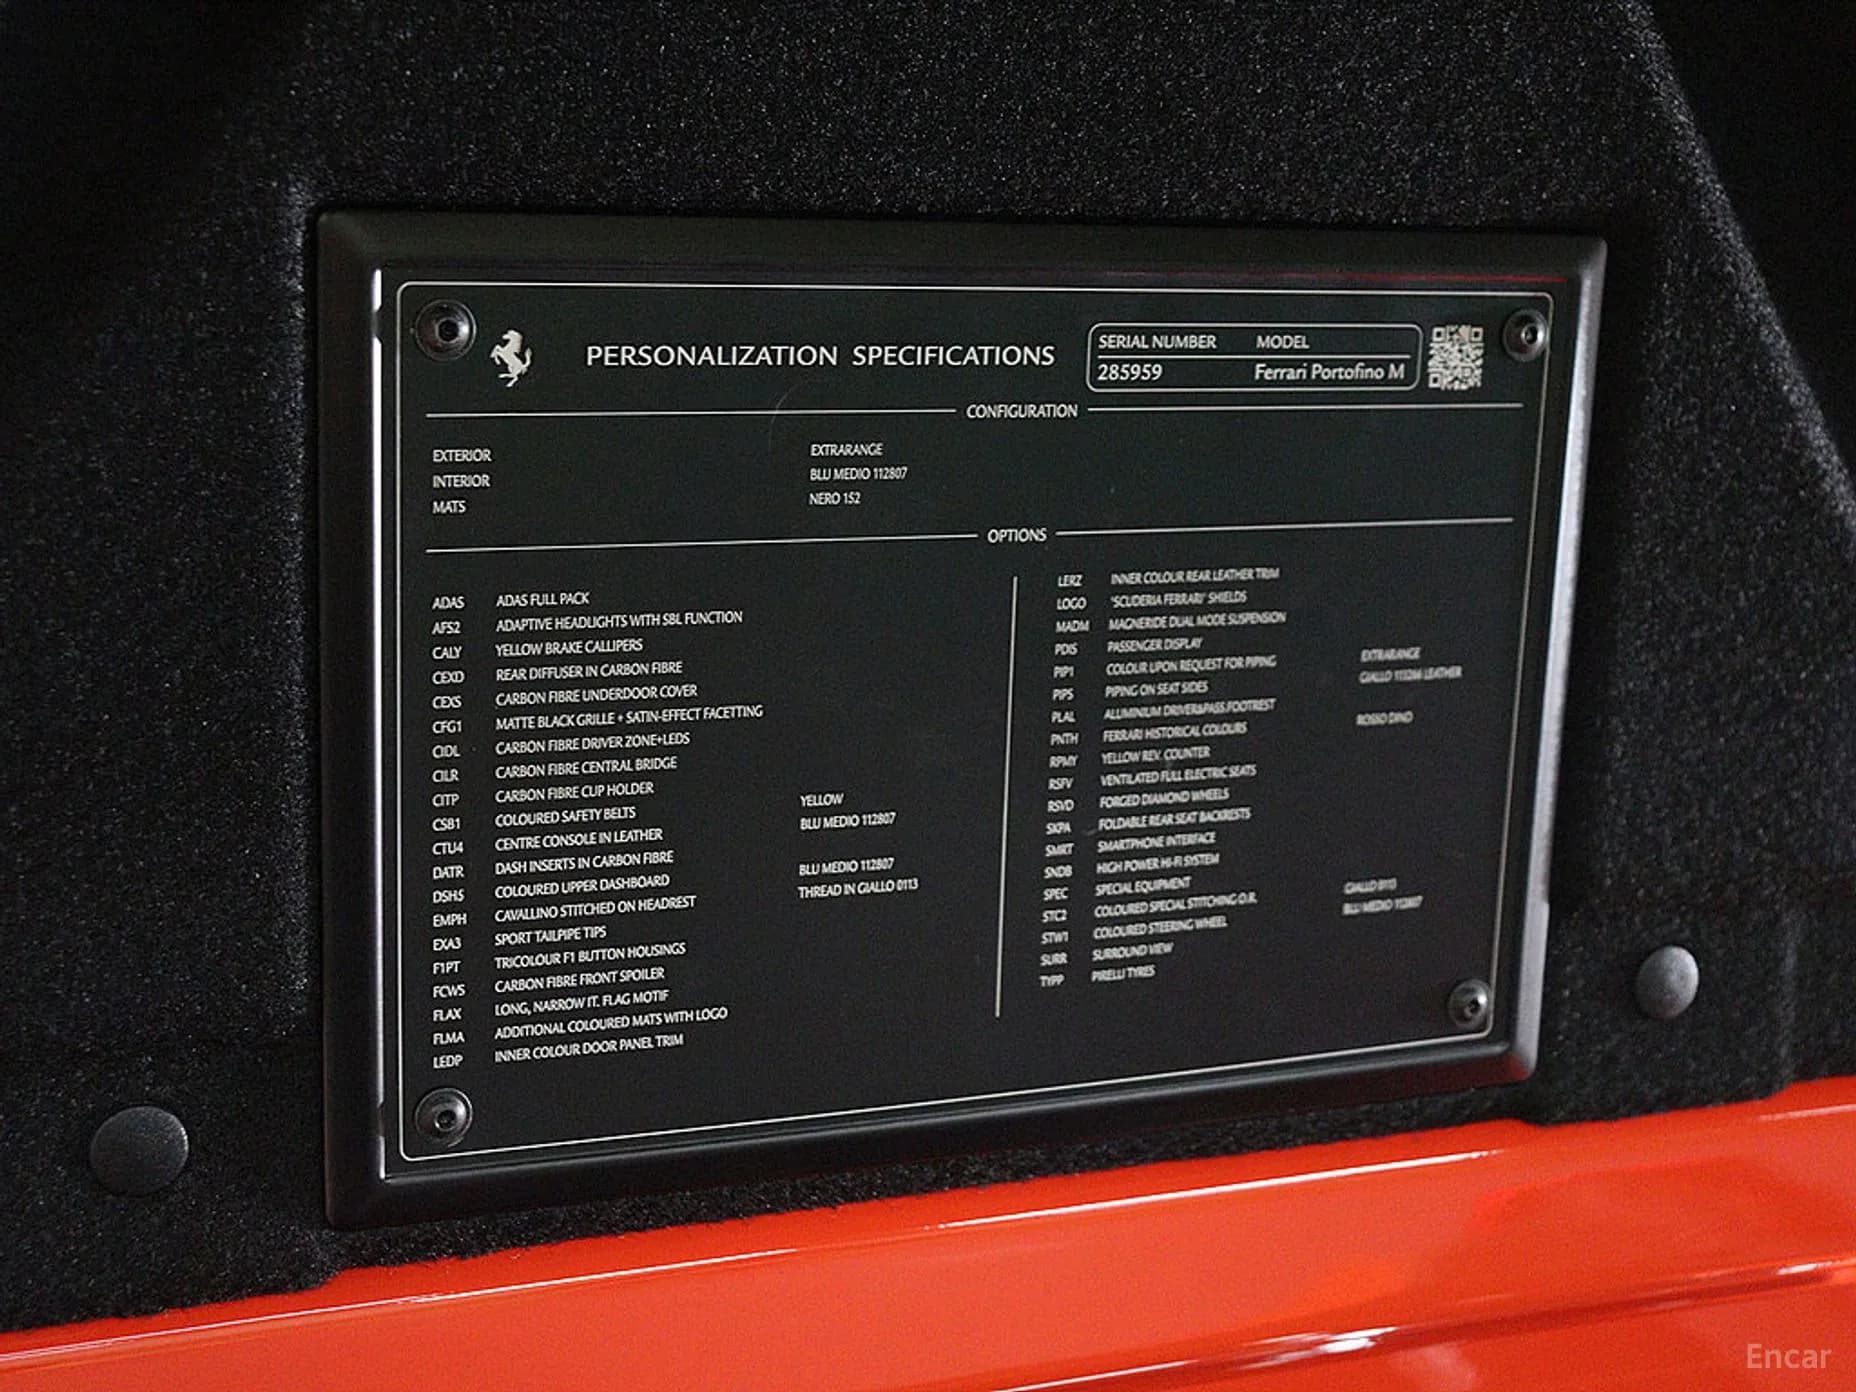 PERSONALIZATION SPECIFICATIONS
SERIAL NUMBER MODEL
285959 Ferrari Portofino M
CONFIGURATION
EXTERIOR EXTRARANGE
INTERIOR BLU MEDIO 112807
MATS NERO 152
OPTIONS
ADAS ADAS FULL PACK
AFS2 ADAPTIVE HEADLIGHTS WITH SBL FUNCTION
CALY YELLOW BRAKE CALLIPERS
CEXD REAR DIFFUSER IN CARBON FIBRE
CEXS CARBON FIBRE UNDERDOOR COVER
CFG1 MATTE BLACK GRILLE + SATIN-EFFECT FACETTING
CIDL CARBON FIBRE DRIVER ZONE+LEDS
CILR CARBON FIBRE CENTRAL BRIDGE
CITP CARBON FIBRE CUP HOLDER
CSB1 COLOURED SAFETY BELTS YELLOW
CTU4 CENTRE CONSOLE IN LEATHER BLU MEDIO 112807
DATR DASH INSERTS IN CARBON FIBRE
DSHS COLOURED UPPER DASHBOARD BLU MEDIO 112807
EMPH CAVALLINO STITCHED ON HEADREST THREAD IN GIALLO 0113
EXA3 SPORT TAILPIPE TIPS
F1PT TRICOLOUR F1 BUTTON HOUSINGS
FCWS CARBON FIBRE FRONT SPOILER
FLAX LONG, NARROW IT. FLAG MOTIF
FLMA ADDITIONAL COLOURED MATS WITH LOGO
LEDP INNER COLOUR DOOR PANEL TRIM
LERZ INNER COLOUR REAR LEATHER TRIM
LOGO 'SCUDERIA FERRARI' SHIELDS
MADM MAGNERIDE DUAL MODE SUSPENSION
PDIS PASSENGER DISPLAY
PIP1 COLOUR UPON REQUEST FOR PIPING EXTRARANGE
PIPS PIPING ON SEAT SIDES GIALLO LEATHER
PLAL ALUMINIUM DRIVER&PASS.FOOTREST
PNTH FERRARI HISTORICAL COLOURS ROSSO DINO
RPMY YELLOW REV. COUNTER
RSFV VENTILATED FULL ELECTRIC SEATS
RSVD FORGED DIAMOND WHEELS
SKPA FOLDABLE REAR SEAT BACKRESTS
SMRT SMARTPHONE INTERFACE
SNDB HIGH POWER HI-FI SYSTEM
SPEC SPECIAL EQUIPMENT
STC2 COLOURED SPECIAL STITCHING O.R. GIALLO 0113
STW1 COLOURED STEERING WHEEL BLU MEDIO 112807
SURR SURROUND VIEW
TYPP PIRELLI TYRES
Encar